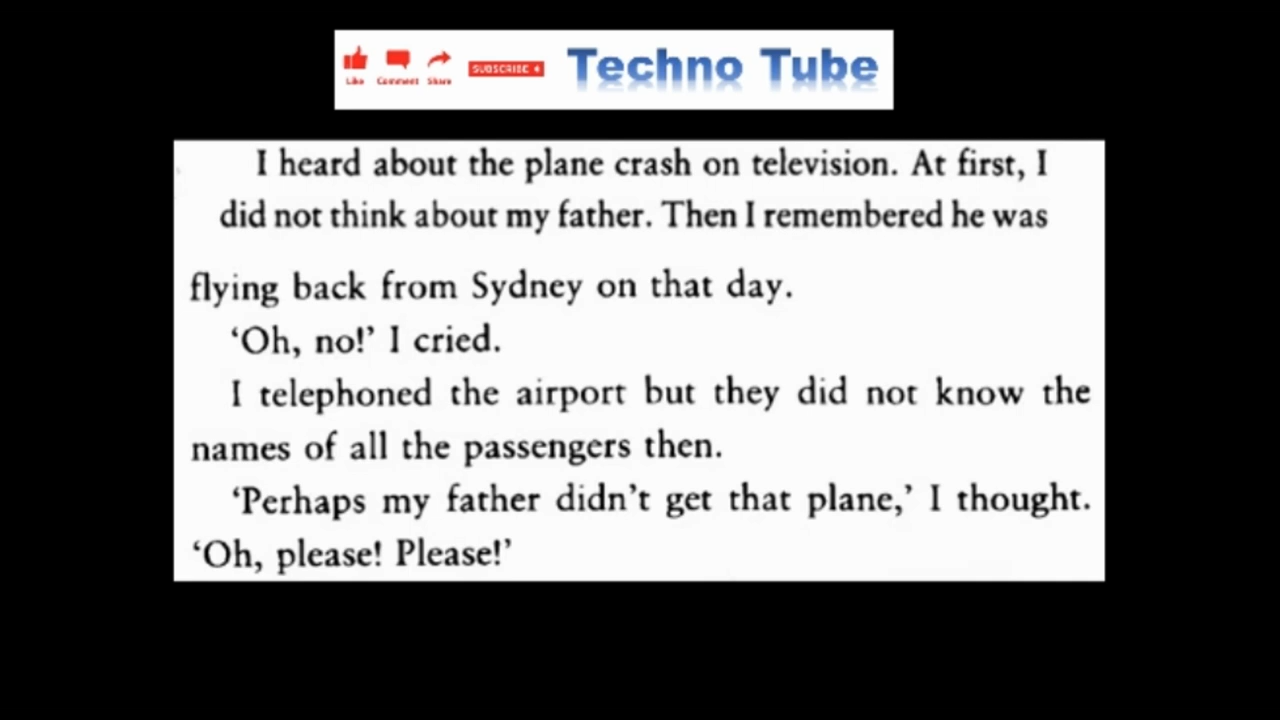 Like Comment Share SUBSCRIBE Techno Tube
I heard about the plane crash on television. At first, I
did not think about my father. Then I remembered he was
flying back from Sydney on that day.
‘Oh, no!’ I cried.
I telephoned the airport but they did not know the
names of all the passengers then.
‘Perhaps my father didn’t get that plane,’ I thought.
‘Oh, please! Please!’